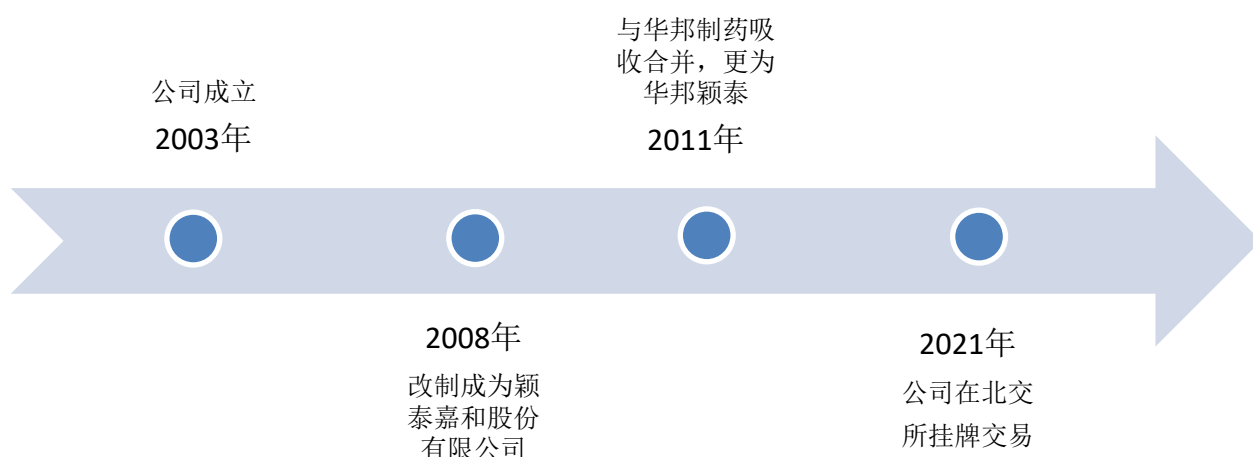 公司成立
2003年
2008年
改制成为颖
泰嘉和股份
有限公司
与华邦制药吸
收合并，更为
华邦颖泰
2011年
2021年
公司在北交
所挂牌交易